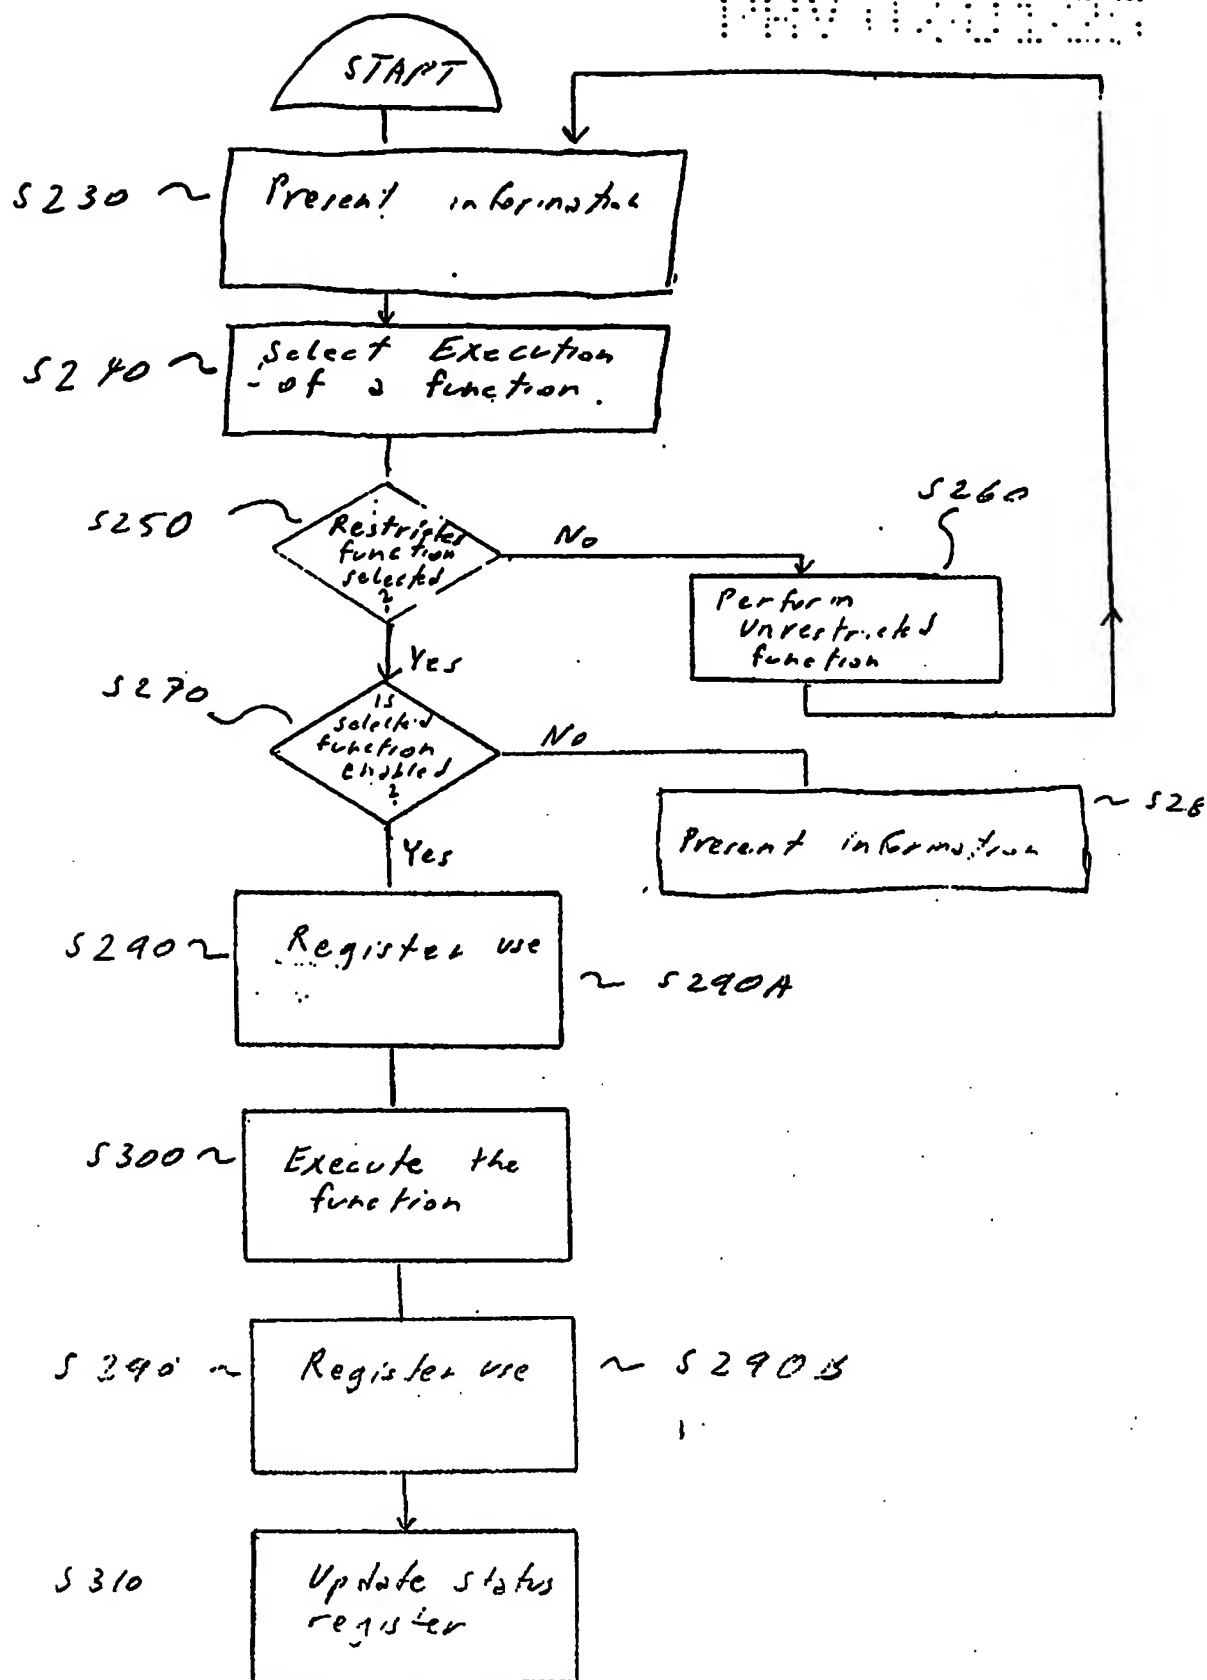 START
S230
Present information
S240
Select Execution
of a function.
S250
Restricted
function
selected
?
No
S260
Perform
Unrestricted
function
Yes
S270
is
selected
function
enabled
?
No
S28
Present information
Yes
S290
Register use
S290A
S300
Execute the
function
S290
Register use
S290B
S310
Update status
register